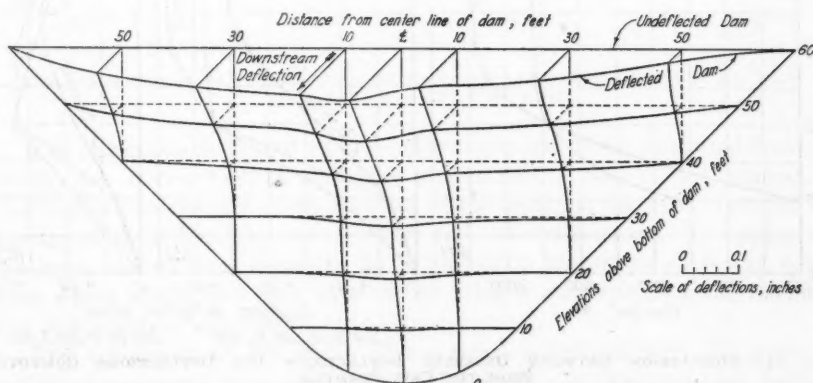 Distance from center line of dam, feet
Undeflected Dam
50 30 10 ℄ 10 30 50 60
Downstream
Deflection
Deflected Dam
50
40
30
20
10
0
Elevations above bottom of dam, feet
0 0.1
Scale of deflections, inches